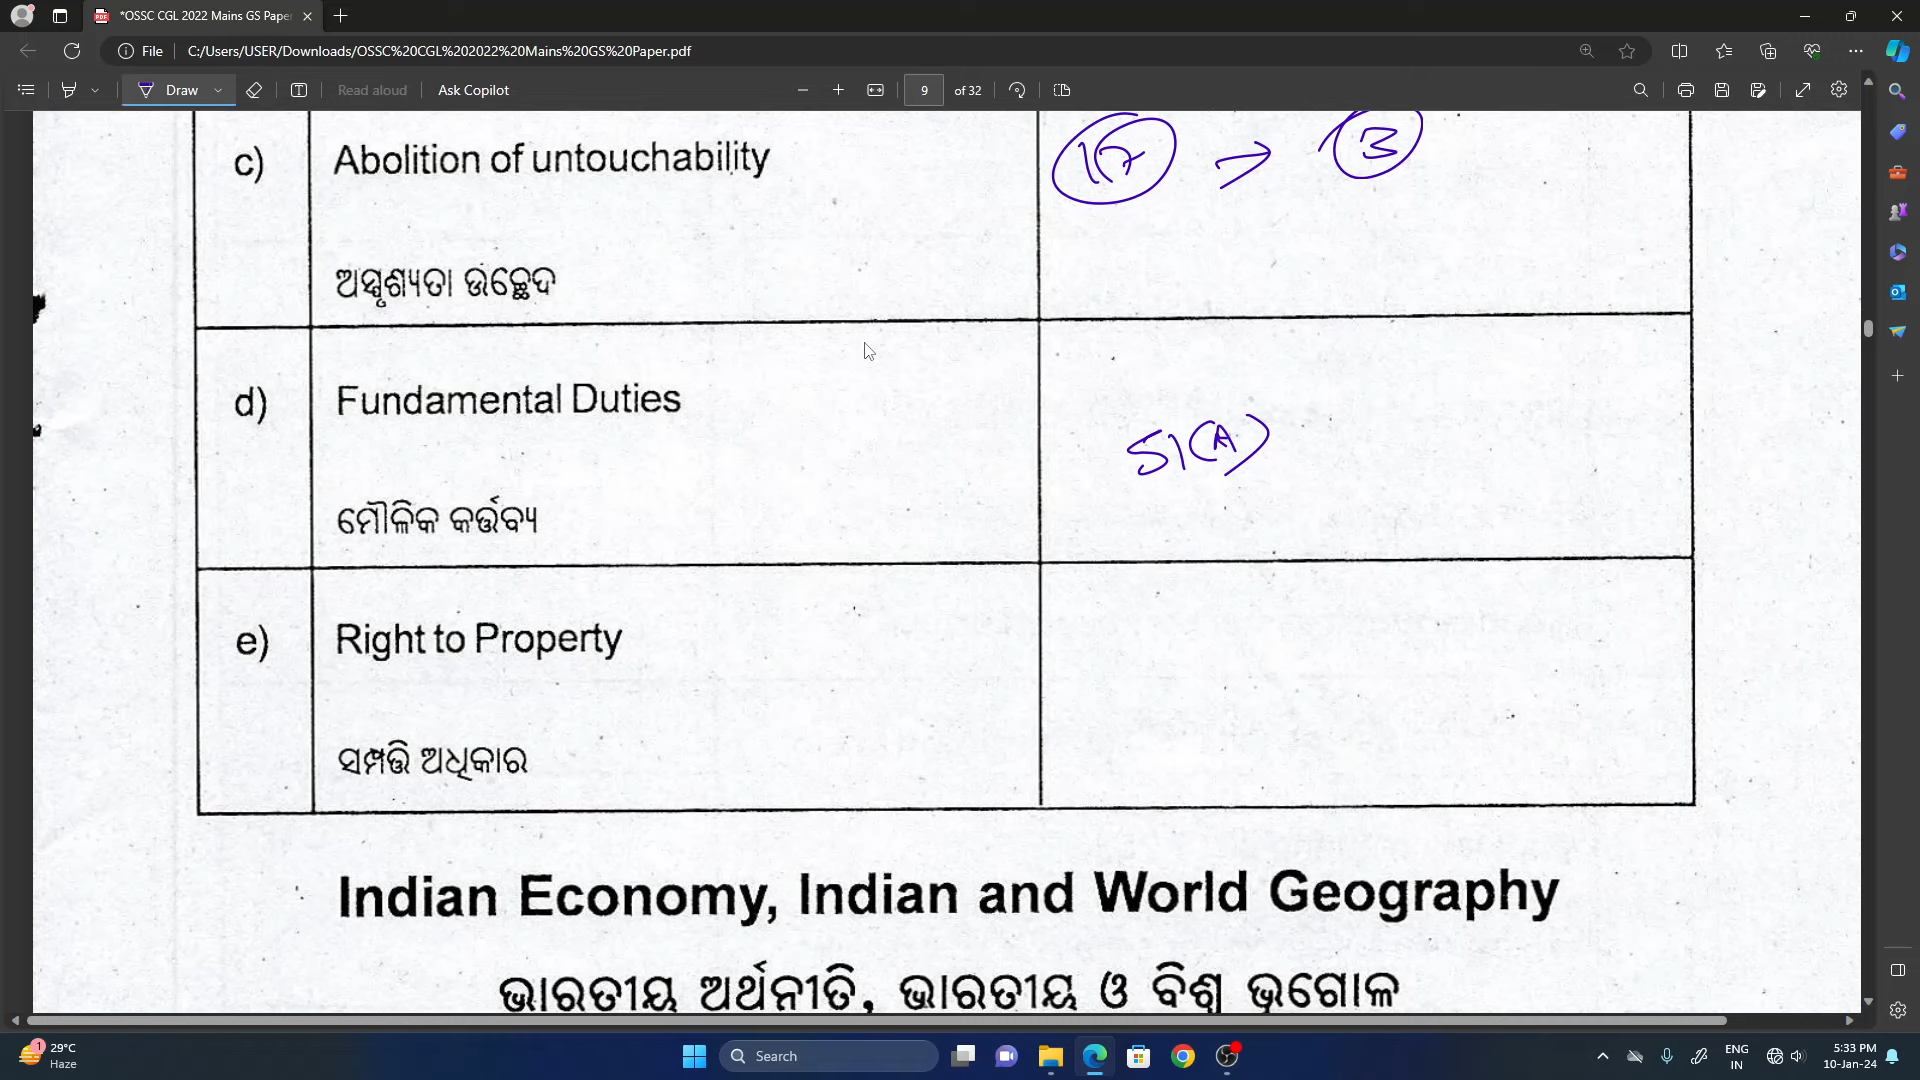 *OSSC CGL 2022 Mains GS Pape
File
C:/Users/USER/Downloads/OSSC%20CGL%202022%20Mains%20GS%20Paper.pdf
Draw
Read aloud
Ask Copilot
9
of 32
c)
Abolition of untouchability
17 → 3
ଅସ୍ପୃଶ୍ୟତା ଉଚ୍ଛେଦ
d)
Fundamental Duties
51(A)
ମୌଳିକ କର୍ତ୍ତବ୍ୟ
e)
Right to Property
ସମ୍ପତ୍ତି ଅଧିକାର
Indian Economy, Indian and World Geography
ଭାରତୀୟ ଅର୍ଥନୀତି, ଭାରତୀୟ ଓ ବିଶ୍ୱ ଭୂଗୋଳ
1
29°C
Haze
Search
ENG
IN
5:33 PM
10-Jan-24